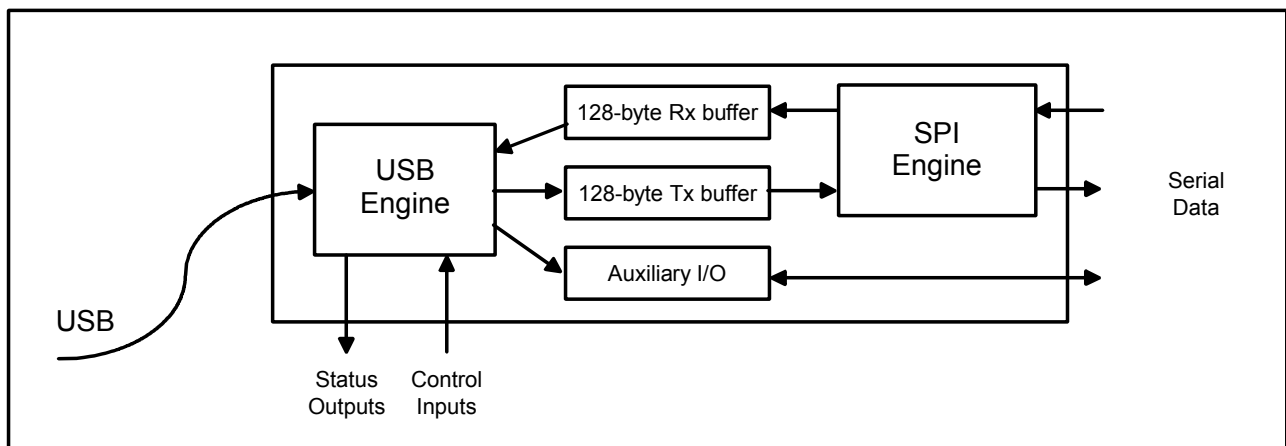 128-byte Rx buffer
SPI
Engine
USB
Engine
128-byte Tx buffer
Serial
Data
Auxiliary I/O
USB
Status
Outputs
Control
Inputs